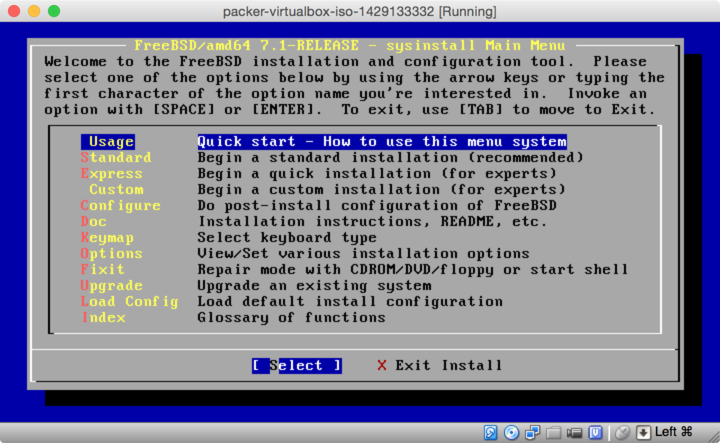 packer-virtualbox-iso-1429133332 [Running]
FreeBSD/amd64 7.1-RELEASE - sysinstall Main Menu
Welcome to the FreeBSD installation and configuration tool. Please
select one of the options below by using the arrow keys or typing the
first character of the option name you're interested in. Invoke an
option with [SPACE] or [ENTER]. To exit, use [TAB] to move to Exit.
Usage Quick start - How to use this menu system
Standard Begin a standard installation (recommended)
Express Begin a quick installation (for experts)
Custom Begin a custom installation (for experts)
Configure Do post-install configuration of FreeBSD
Doc Installation instructions, README, etc.
Keymap Select keyboard type
Options View/Set various installation options
Fixit Repair mode with CDROM/DVD/floppy or start shell
Upgrade Upgrade an existing system
Load Config Load default install configuration
Index Glossary of functions
[ Select ] X Exit Install
Left ⌘